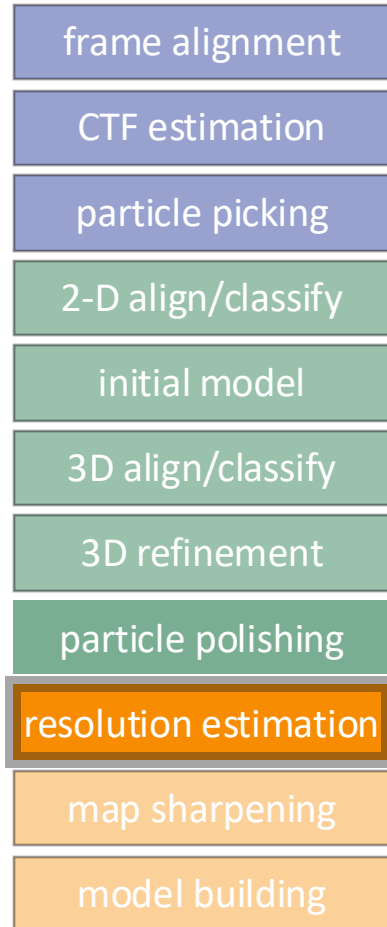 frame alignment
CTF estimation
particle picking
2-D align/classify
initial model
3D align/classify
3D refinement
particle polishing
resolution estimation
map sharpening
model building